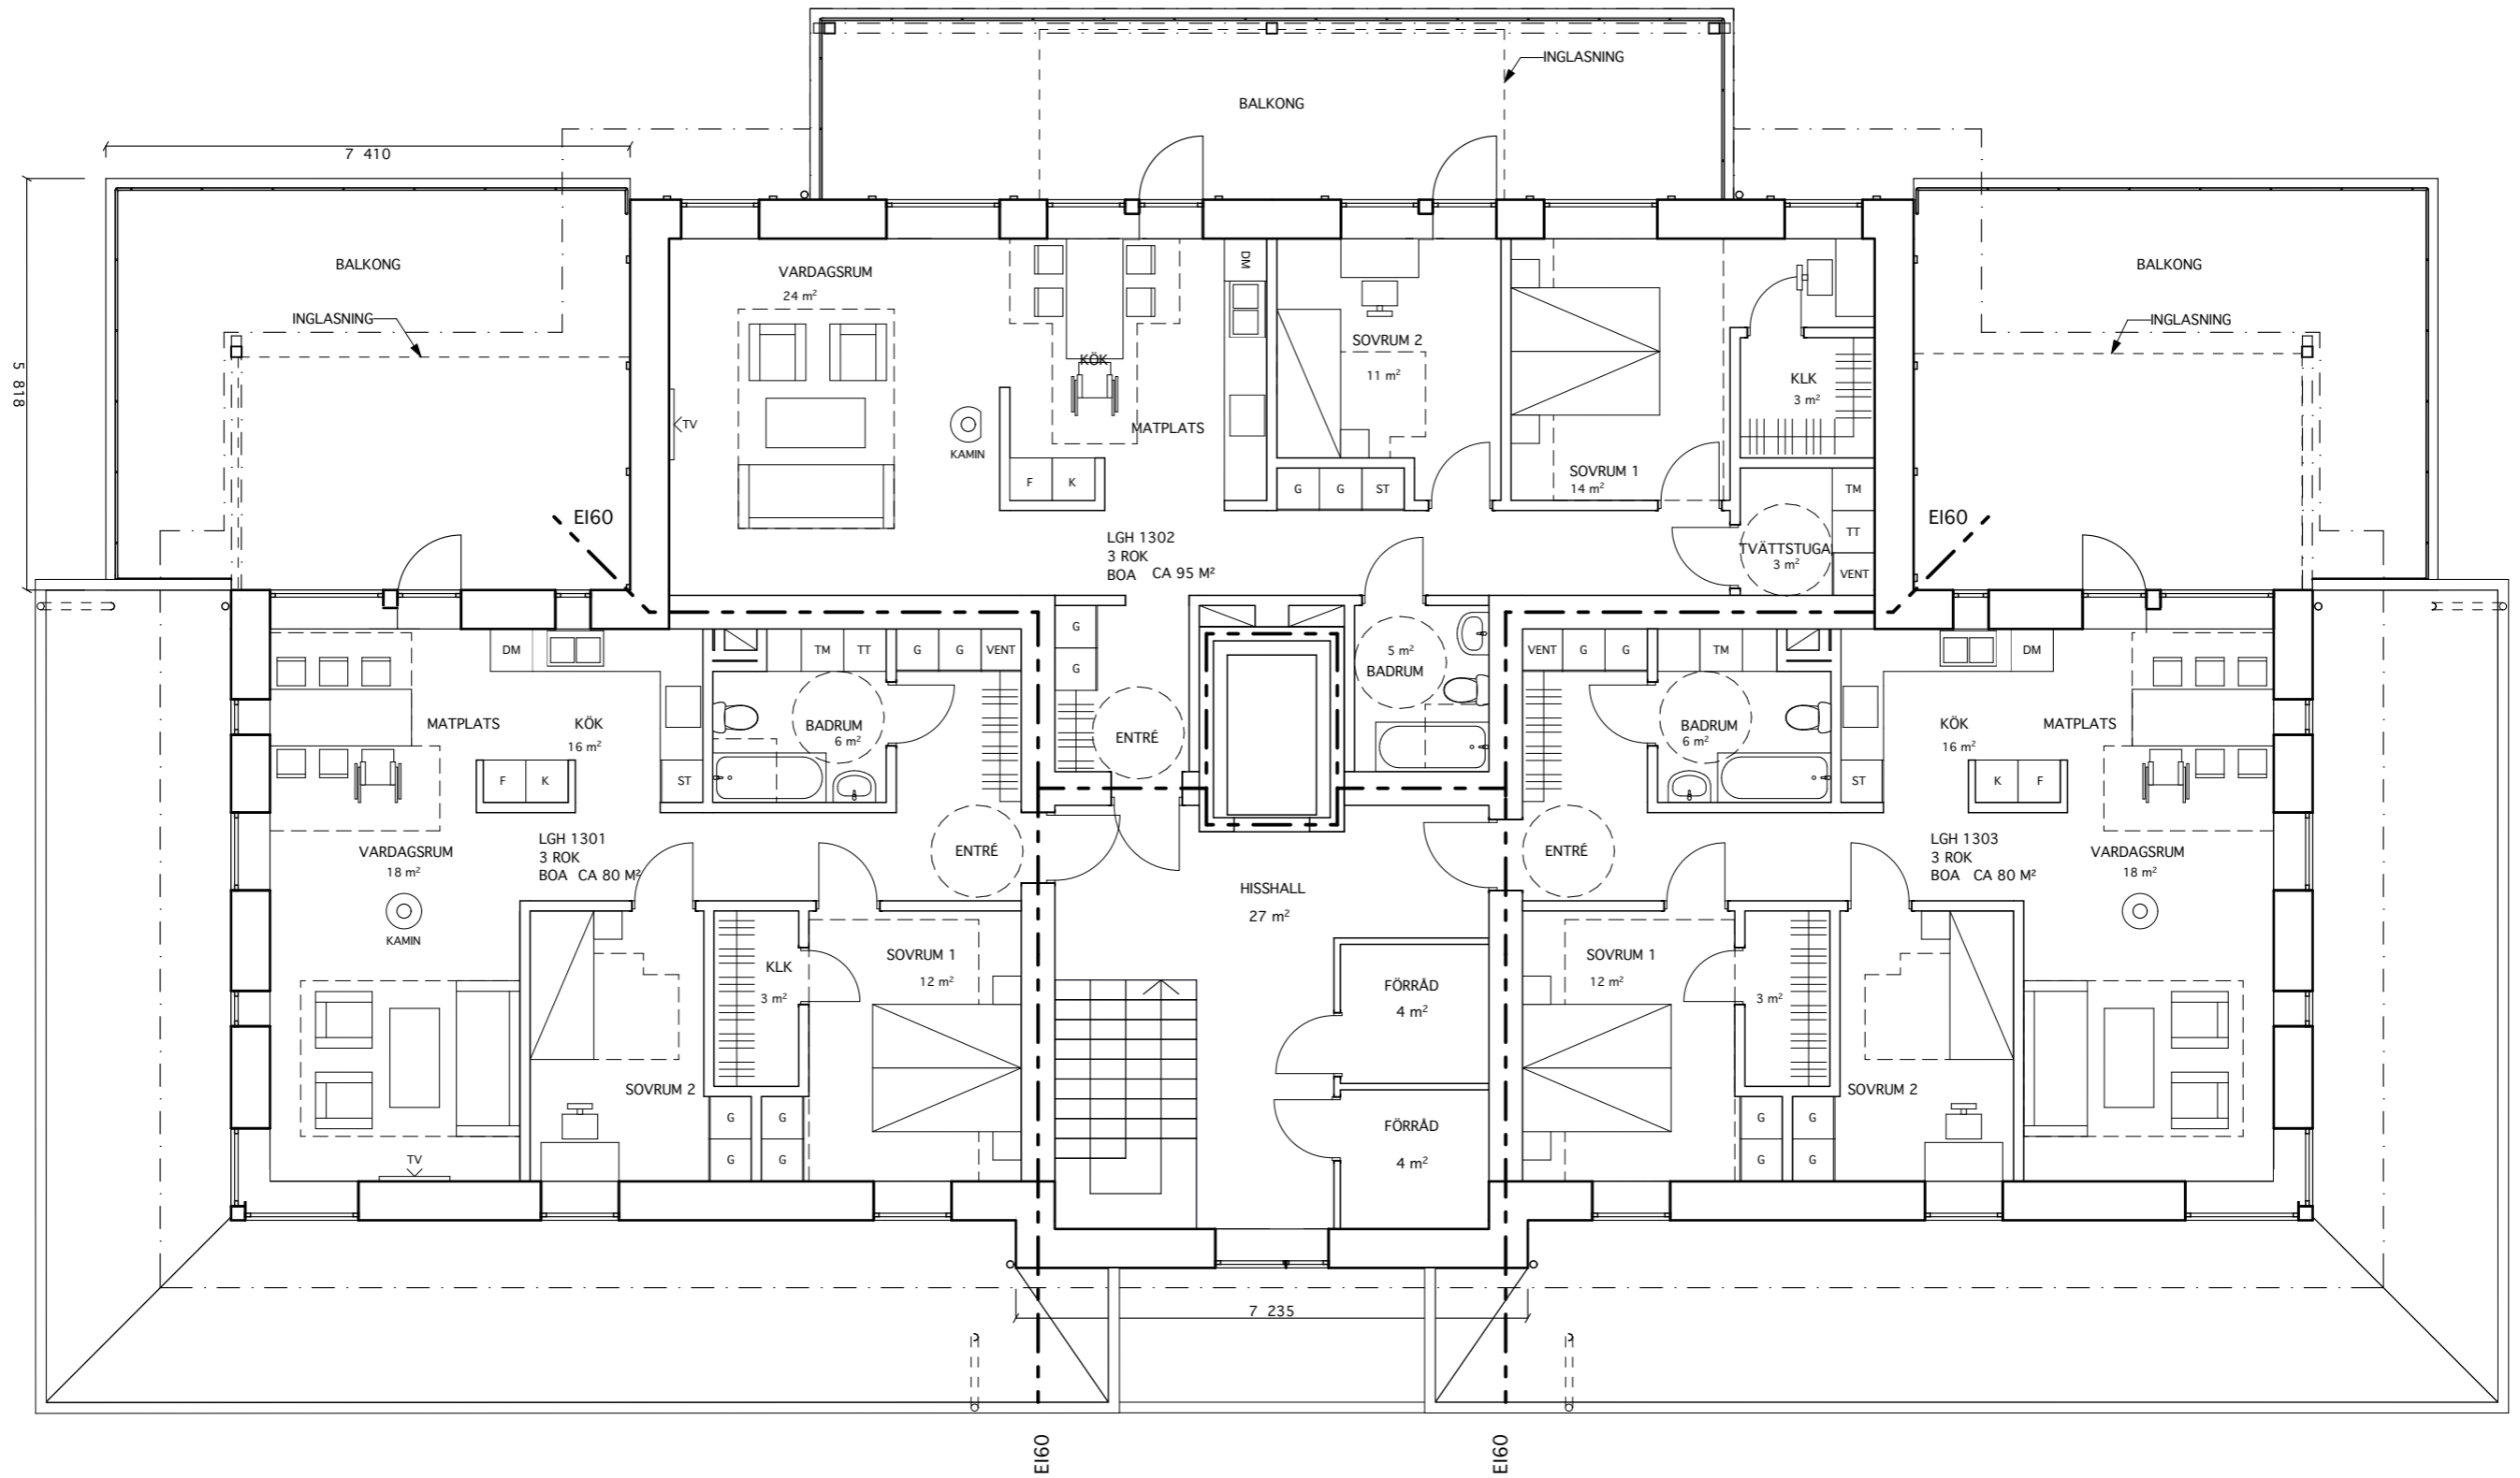 INGLASNING
BALKONG
7 410
5 818
BALKONG
INGLASNING
EI60
VARDAGSRUM
24 m²
TV
KAMIN
KÖK
MATPLATS
F K
DM
SOVRUM 2
11 m²
G G ST
SOVRUM 1
14 m²
KLK
3 m²
TM
TT
VENT
TVÄTTSTUGA
3 m²
LGH 1302
3 ROK
BOA CA 95 M²
BALKONG
INGLASNING
EI60
DM
TM TT G G VENT
MATPLATS
KÖK
16 m²
F K
ST
BADRUM
6 m²
G
G
ENTRÉ
5 m²
BADRUM
VENT G G TM
BADRUM
6 m²
DM
KÖK
16 m²
MATPLATS
ST
K F
LGH 1301
3 ROK
BOA CA 80 M²
VARDAGSRUM
18 m²
KAMIN
ENTRÉ
HISSHALL
27 m²
ENTRÉ
LGH 1303
3 ROK
BOA CA 80 M²
VARDAGSRUM
18 m²
SOVRUM 2
KLK
3 m²
SOVRUM 1
12 m²
G G
G G
TV
FÖRRÅD
4 m²
FÖRRÅD
4 m²
SOVRUM 1
12 m²
3 m²
SOVRUM 2
G G
G G
7 235
EI60
EI60